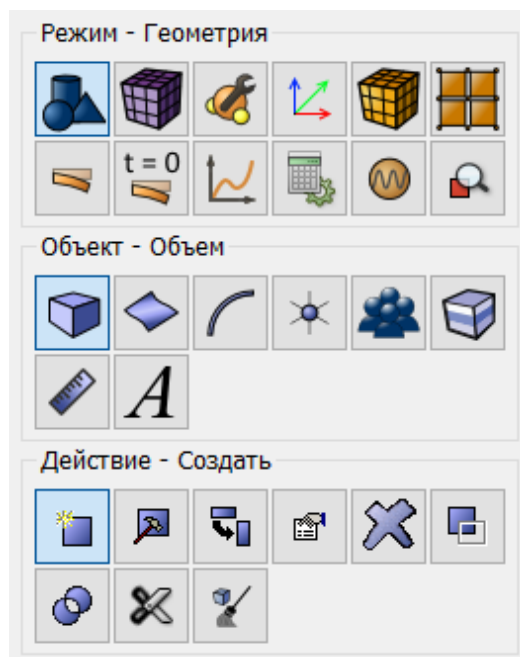 Режим - Геометрия
t = 0
Объект - Объем
A
Действие - Создать